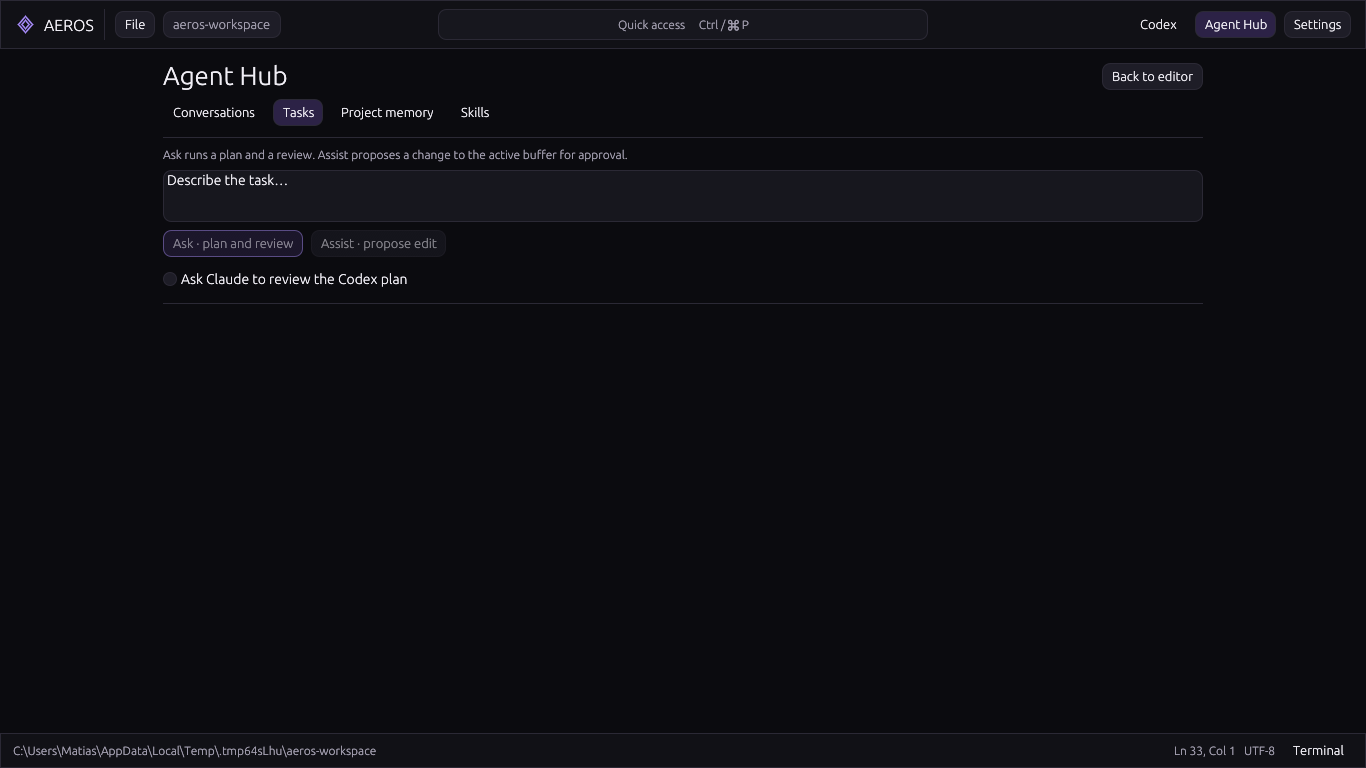 AEROS File aeros-workspace Quick access Ctrl / ⌘ P Codex Agent Hub Settings
Agent Hub Back to editor
Conversations Tasks Project memory Skills
Ask runs a plan and a review. Assist proposes a change to the active buffer for approval.
Describe the task…
Ask · plan and review Assist · propose edit
Ask Claude to review the Codex plan
C:\Users\Matias\AppData\Local\Temp\.tmp64sLhu\aeros-workspace Ln 33, Col 1 UTF-8 Terminal